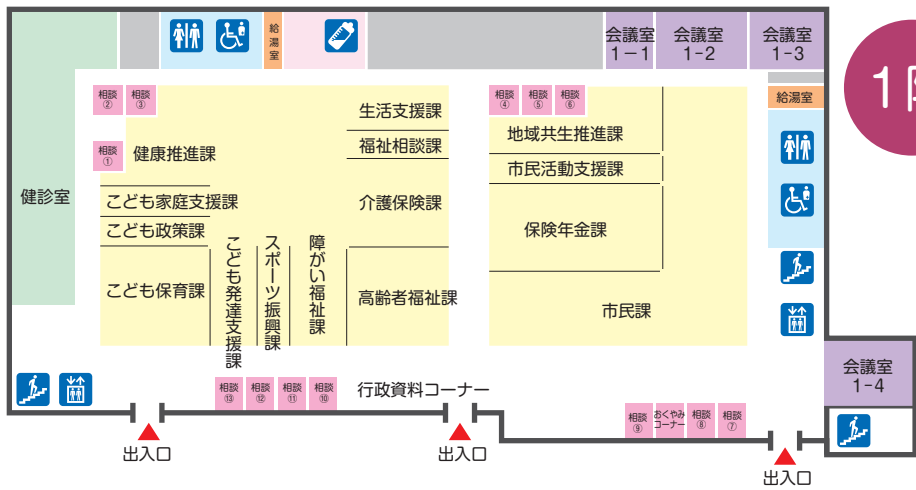 給湯室
会議室
1－1
会議室
1-2
会議室
1-3
1階
相談
②
相談
③
生活支援課
相談
④
相談
⑤
相談
⑥
給湯室
地域共生推進課
相談
①
健康推進課
福祉相談課
市民活動支援課
健診室
こども家庭支援課
介護保険課
こども政策課
保険年金課
こども発達支援課
スポーツ振興課
障がい福祉課
こども保育課
高齢者福祉課
市民課
会議室
1-4
相談
⑬
相談
⑫
相談
⑪
相談
⑩
行政資料コーナー
相談
⑨
おくやみ
コーナー
相談
⑧
相談
⑦
出入口
出入口
出入口